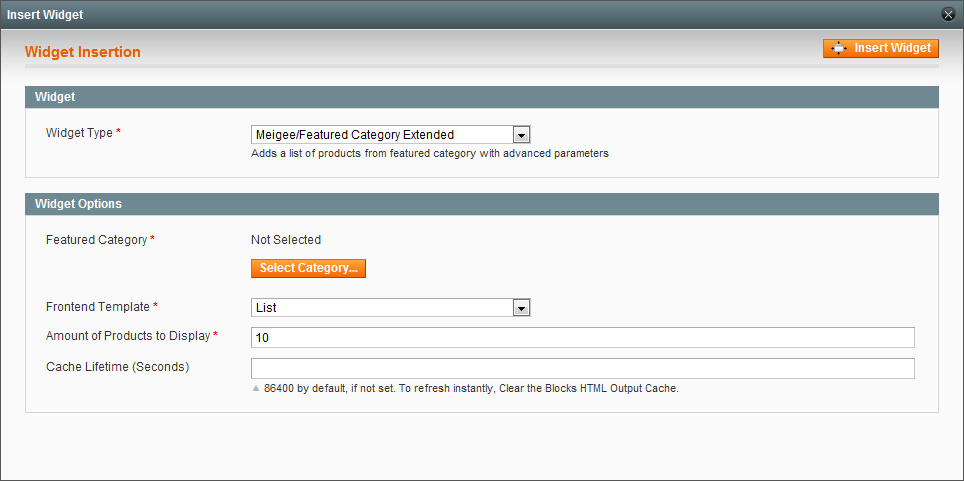 Insert Widget
Widget Insertion
Insert Widget
Widget
Widget Type *
Meigee/Featured Category Extended
Adds a list of products from featured category with advanced parameters
Widget Options
Featured Category *
Not Selected
Select Category...
Frontend Template *
List
Amount of Products to Display *
10
Cache Lifetime (Seconds)
86400 by default, if not set. To refresh instantly, Clear the Blocks HTML Output Cache.